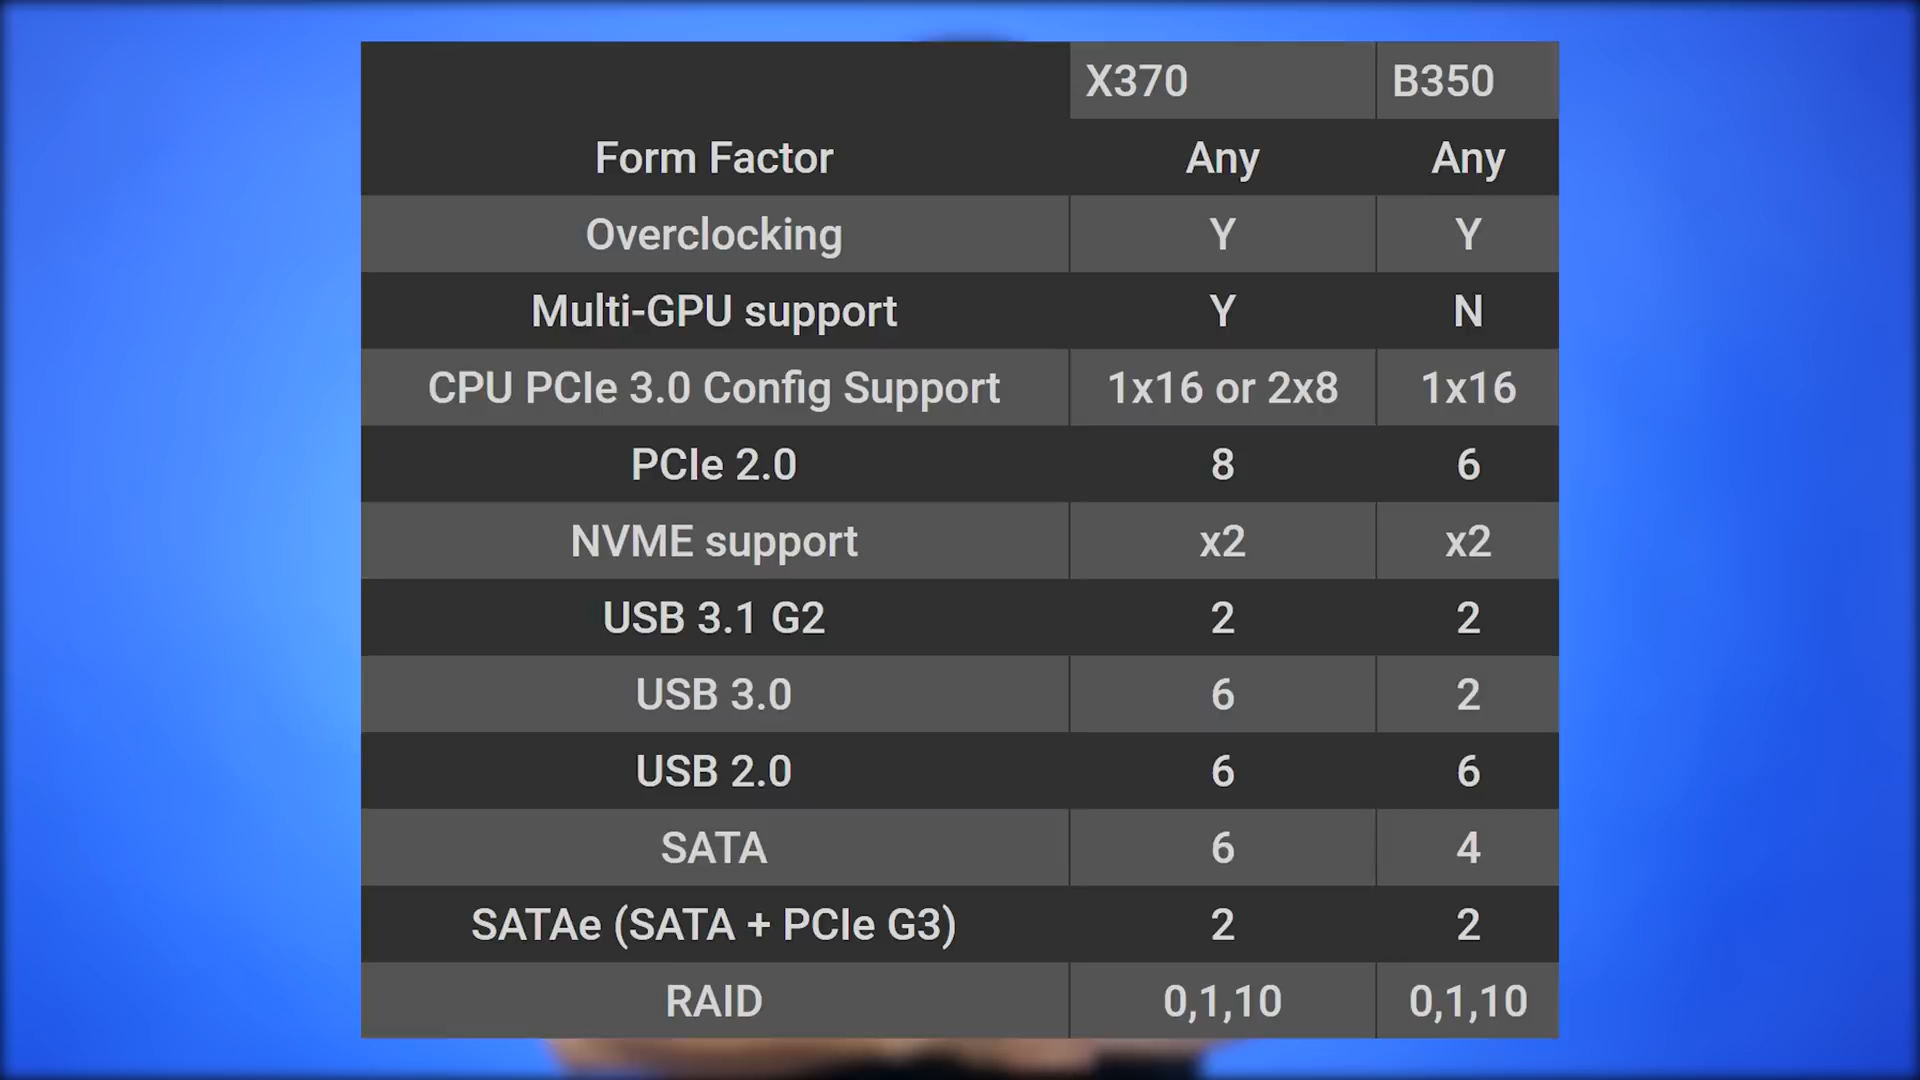 X370 B350
Form Factor Any Any
Overclocking Y Y
Multi-GPU support Y N
CPU PCIe 3.0 Config Support 1x16 or 2x8 1x16
PCIe 2.0 8 6
NVME support x2 x2
USB 3.1 G2 2 2
USB 3.0 6 2
USB 2.0 6 6
SATA 6 4
SATAe (SATA + PCIe G3) 2 2
RAID 0,1,10 0,1,10